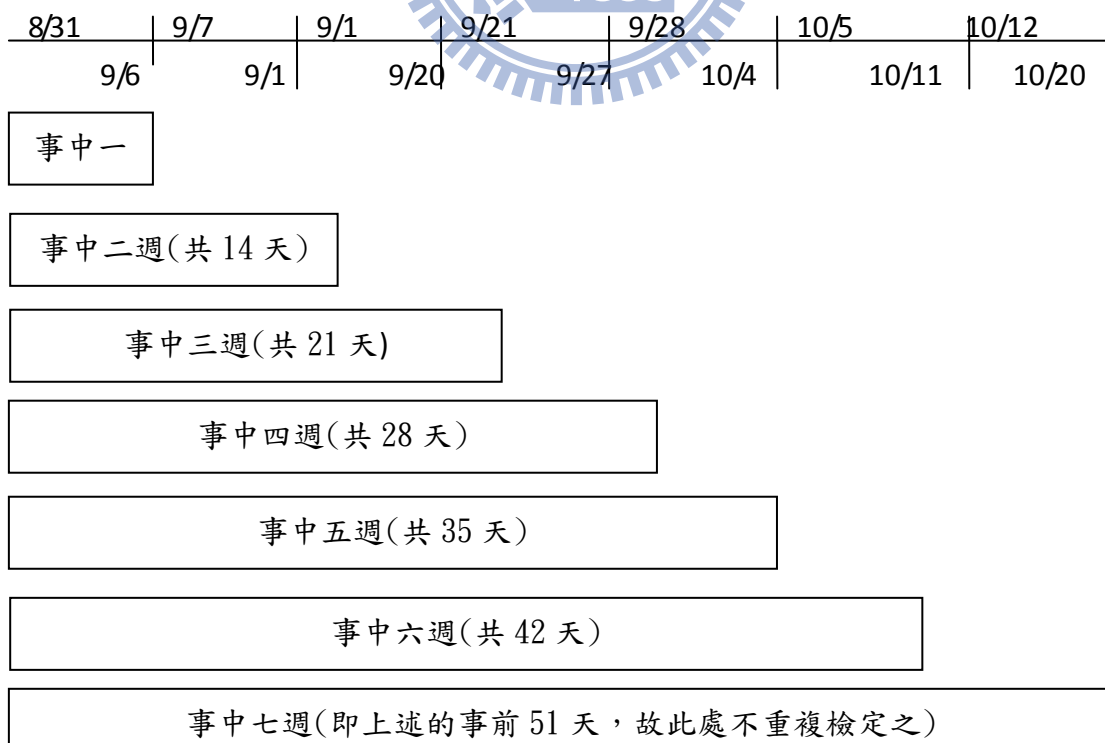 8/31 9/7 9/1 9/21 9/28 10/5 10/12
9/6 9/1 9/20 9/27 10/4 10/11 10/20
事中一
事中二週(共 14 天)
事中三週(共 21 天)
事中四週(共 28 天)
事中五週(共 35 天)
事中六週(共 42 天)
事中七週(即上述的事前 51 天，故此處不重複檢定之)